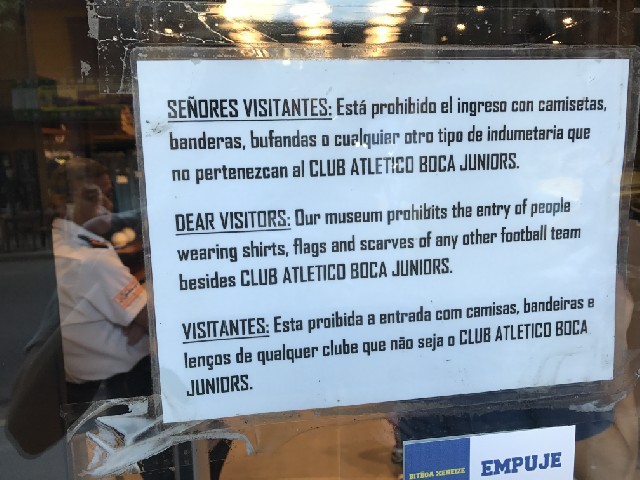 SEÑORES VISITANTES: Está prohibido el ingreso con camisetas,
banderas, bufandas o cualquier otro tipo de indumetaria que
no pertenezcan al CLUB ATLETICO BOCA JUNIORS.
DEAR VISITORS: Our museum prohibits the entry of people
wearing shirts, flags and scarves of any other football team
besides CLUB ATLETICO BOCA JUNIORS.
VISITANTES: Esta proibida a entrada com camisas, bandeiras e
lenços de qualquer clube que não seja o CLUB ATLETICO BOCA
JUNIORS.
XENEIZE
EMPUJE